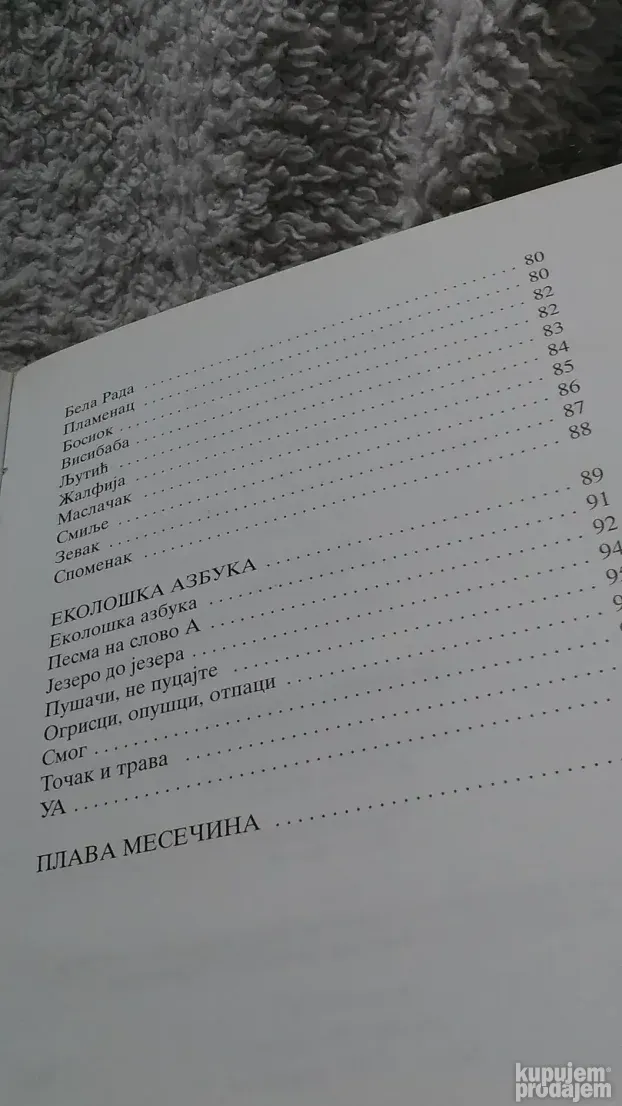 Бела Рада . . . . . . . . . . . . . . . . . . . . 80
Пламенац . . . . . . . . . . . . . . . . . . . . 80
Босиок . . . . . . . . . . . . . . . . . . . . 82
Висибаба . . . . . . . . . . . . . . . . . . . . 82
Љутић . . . . . . . . . . . . . . . . . . . . 83
Жалфија . . . . . . . . . . . . . . . . . . . . 84
Маслачак . . . . . . . . . . . . . . . . . . . . 85
Смиље . . . . . . . . . . . . . . . . . . . . 86
Зевак . . . . . . . . . . . . . . . . . . . . 87
Споменак . . . . . . . . . . . . . . . . . . . . 88
ЕКОЛОШКА АЗБУКА . . . . . . . . . . . . . . . . . . . . 89
Еколошка азбука . . . . . . . . . . . . . . . . . . . . 91
Песма на слово А . . . . . . . . . . . . . . . . . . . . 92
Језеро до језера . . . . . . . . . . . . . . . . . . . . 94
Пушачи, не пуцајте . . . . . . . . . . . . . . . . . . . .
Огрисци, опушци, отпаци . . . . . . . . . . . . . . . . . . . .
Смог . . . . . . . . . . . . . . . . . . . .
Точак и трава . . . . . . . . . . . . . . . . . . . .
УА . . . . . . . . . . . . . . . . . . . .
ПЛАВА МЕСЕЧИНА . . . . . . . . . . . . . . . . . . . .
kupujem
prodajem